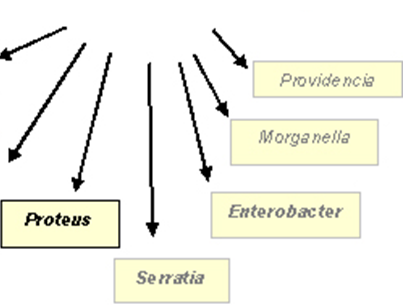 Providencia
Morganella
Proteus
Enterobacter
Serratia